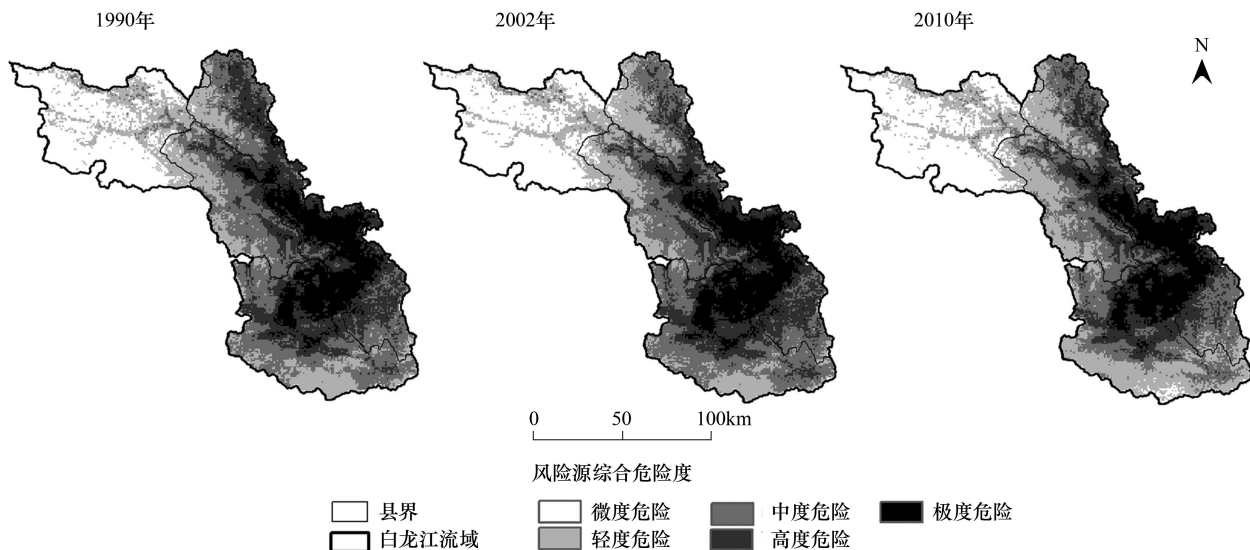 1990年
2002年
2010年
N
0 50 100km
风险源综合危险度
县界 微度危险 中度危险 极度危险
白龙江流域 轻度危险 高度危险